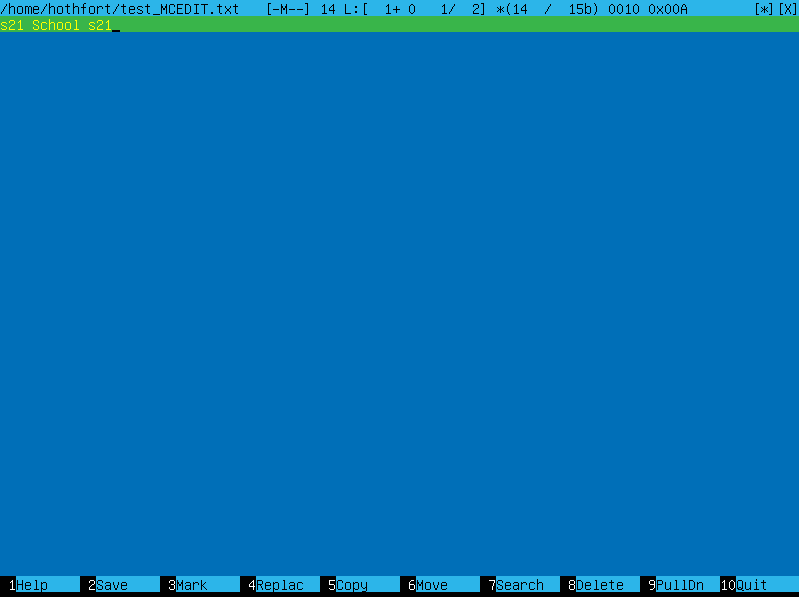 /home/hothfort/test_MCEDIT.txt   [-M--] 14 L:[  1+ 0   1/  2] *(14  /  15b) 0010 0x00A        [*][X]
s21 School s21
1Help 2Save 3Mark 4Replac 5Copy 6Move 7Search 8Delete 9PullDn 10Quit